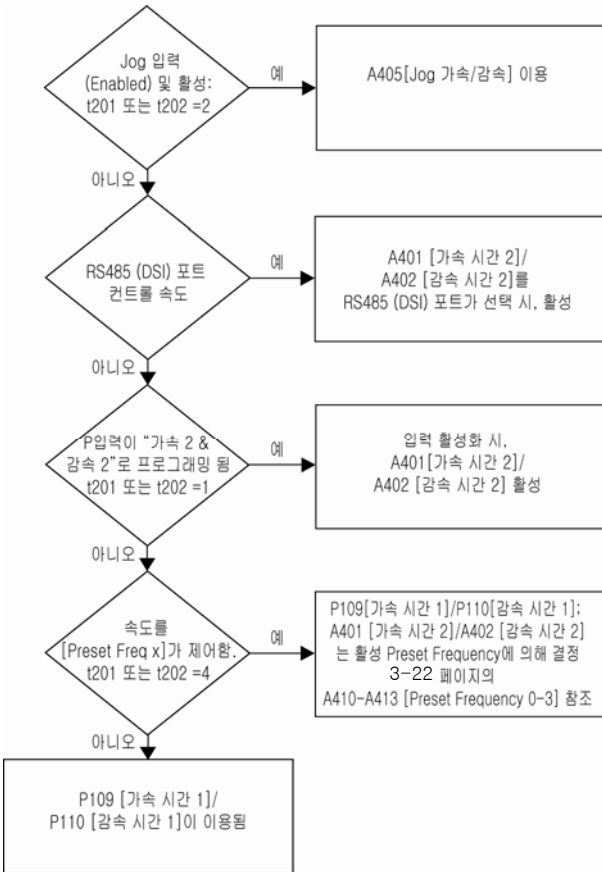 Jog 입력
(Enabled) 및 활성:
t201 또는 t202 =2
예
A405[Jog 가속/감속] 이용
아니오
RS485 (DSI) 포트
컨트롤 속도
예
A401 [가속 시간 2]/
A402 [감속 시간 2]를
RS485 (DSI) 포트가 선택 시, 활성
아니오
P입력이 “가속 2 &
감속 2”로 프로그래밍 됨
t201 또는 t202 =1
예
입력 활성화 시,
A401[가속 시간 2]/
A402 [감속 시간 2] 활성
아니오
속도를
[Preset Freq x]가 제어함.
t201 또는 t202 =4
예
P109[가속 시간 1]/P110[감속 시간 1];
A401 [가속 시간 2]/A402 [감속 시간 2]
는 활성 Preset Frequency에 의해 결정
3-22 페이지의
A410-A413 [Preset Frequency 0-3] 참조
아니오
P109 [가속 시간 1]/
P110 [감속 시간 1]이 이용됨